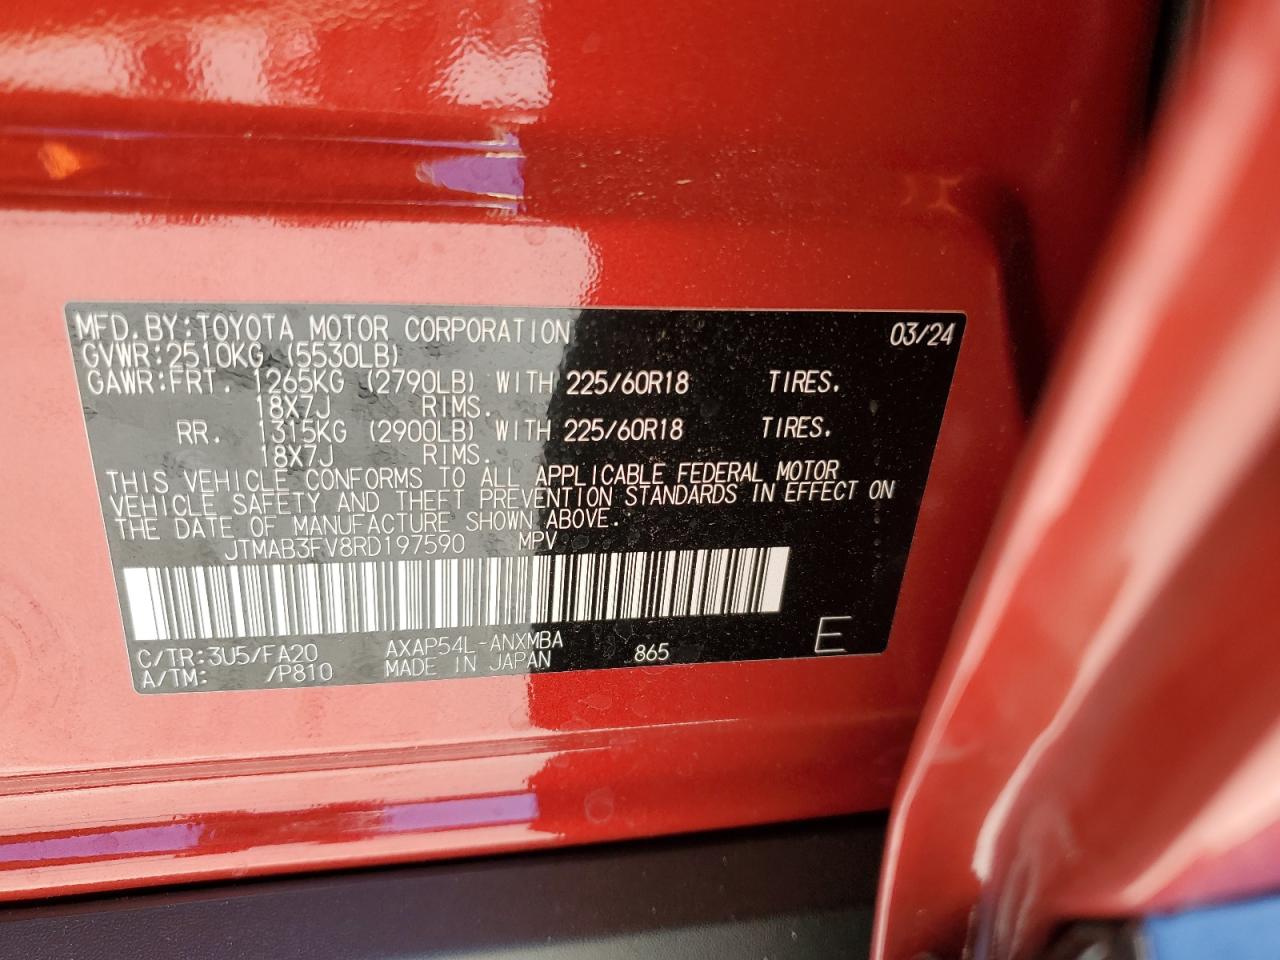 MFD.BY:TOYOTA MOTOR CORPORATION 03/24
GVWR:2510KG (5530LB)
GAWR:FRT. 1265KG (2790LB) WITH 225/60R18 TIRES.
18X7J RIMS.
RR. 1315KG (2900LB) WITH 225/60R18 TIRES.
18X7J RIMS.
THIS VEHICLE CONFORMS TO ALL APPLICABLE FEDERAL MOTOR
VEHICLE SAFETY AND THEFT PREVENTION STANDARDS IN EFFECT ON
THE DATE OF MANUFACTURE SHOWN ABOVE.
JTMAB3FV8RD197590 MPV
C/TR:3U5/FA20 AXAP54L-ANXMBA 865 E
A/TM: /P810 MADE IN JAPAN